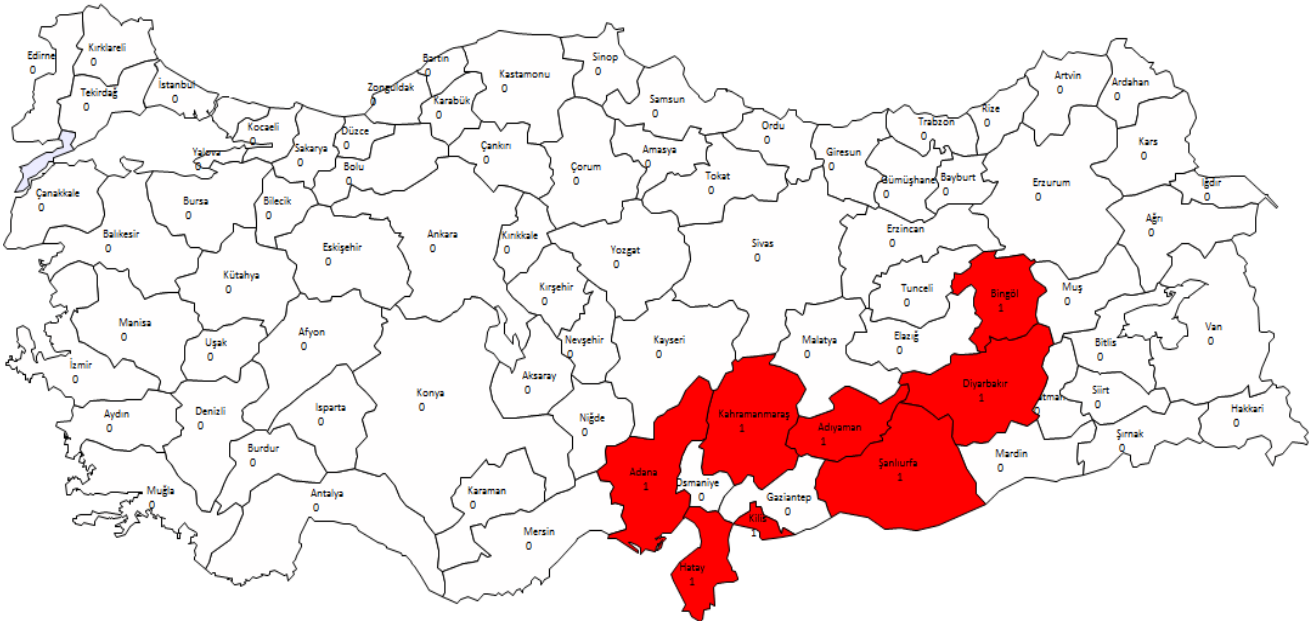 Edirne
0
Kırklareli
0
Tekirdağ
0
İstanbul
0
Kocaeli
0
Yalova
0
Sakarya
0
Düzce
0
Bolu
0
Zonguldak
0
Bartın
0
Karabük
0
Kastamonu
0
Sinop
0
Samsun
0
Çankırı
0
Çorum
0
Amasya
0
Tokat
0
Ordu
0
Giresun
0
Trabzon
0
Rize
0
Artvin
0
Ardahan
0
Kars
0
Iğdır
0
Gümüşhane
0
Bayburt
0
Erzurum
0
Ağrı
0
Çanakkale
0
Balıkesir
0
Bursa
0
Bilecik
0
Eskişehir
0
Ankara
0
Kırıkkale
0
Yozgat
0
Sivas
0
Erzincan
0
Kütahya
0
Kırşehir
0
Tunceli
0
Bingöl
1
Muş
0
Manisa
0
Uşak
0
Afyon
0
Nevşehir
0
Kayseri
0
Malatya
0
Elazığ
0
Bitlis
0
Van
0
İzmir
0
Aydın
0
Denizli
0
Isparta
0
Konya
0
Aksaray
0
Niğde
0
Kahramanmaraş
1
Adıyaman
1
Diyarbakır
1
atman
0
Siirt
0
Hakkari
0
Şırnak
0
Mardin
0
Burdur
0
Muğla
0
Antalya
0
Karaman
0
Mersin
0
Adana
1
Osmaniye
0
Gaziantep
0
Şanlıurfa
1
Kilis
1
Hatay
1